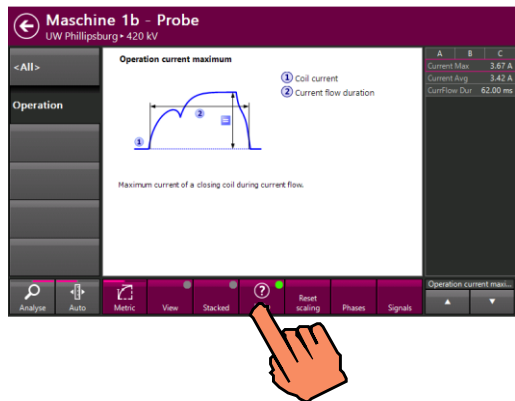 Maschine 1b - Probe
UW Phillipsburg ▸ 420 kV
<All>
Operation
Operation current maximum
1 Coil current
2 Current flow duration
2
1
Maximum current of a closing coil during current flow.
A B C
Current Max 3.67 A
Current Avg 3.42 A
CurrFlow Dur 62.00 ms
Operation current maxi...
Analyse
Auto
Metric
View
Stacked
?
Reset scaling
Phases
Signals